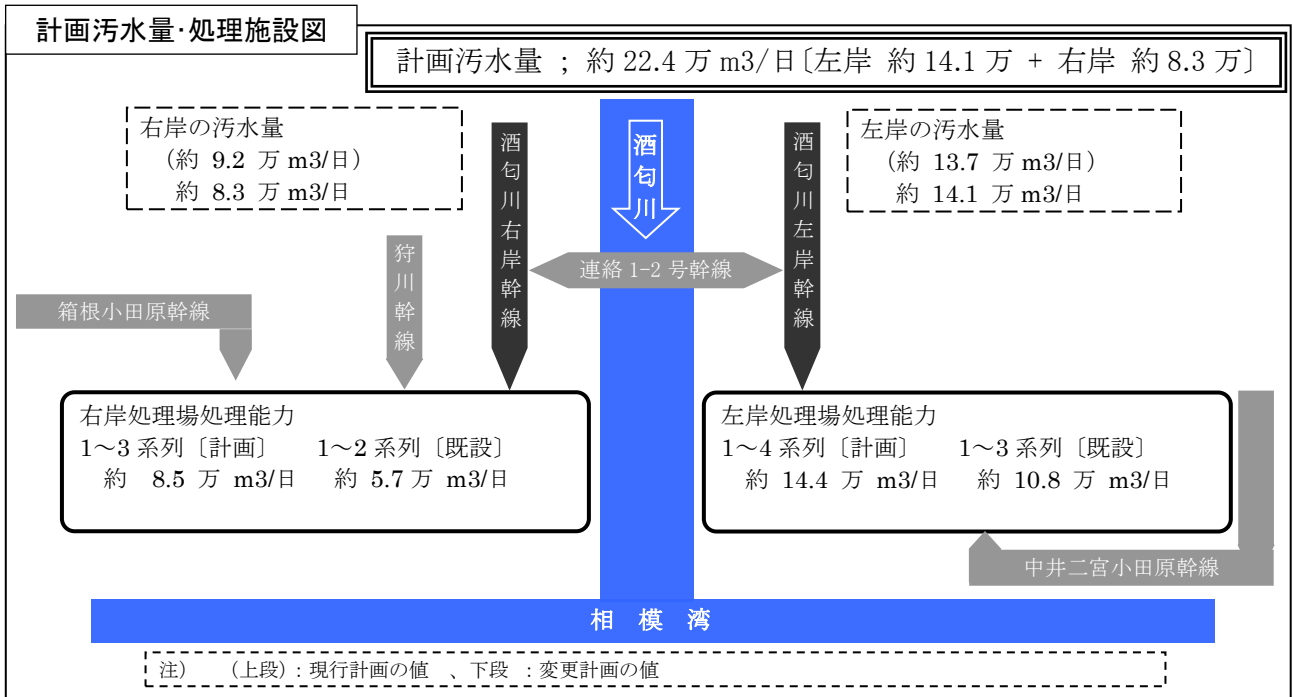 計画汚水量･処理施設図
計画汚水量 ; 約 22.4 万 m3/日〔左岸 約 14.1 万 + 右岸 約 8.3 万〕
右岸の汚水量
(約 9.2 万 m3/日)
約 8.3 万 m3/日
酒匂川右岸幹線
酒匂川
酒匂川左岸幹線
左岸の汚水量
(約 13.7 万 m3/日)
約 14.1 万 m3/日
狩川幹線
連絡 1-2 号幹線
箱根小田原幹線
右岸処理場処理能力
1～3 系列〔計画〕 1～2 系列〔既設〕
約 8.5 万 m3/日 約 5.7 万 m3/日
左岸処理場処理能力
1～4 系列〔計画〕 1～3 系列〔既設〕
約 14.4 万 m3/日 約 10.8 万 m3/日
中井二宮小田原幹線
相 模 湾
注) (上段) : 現行計画の値 、下段 : 変更計画の値